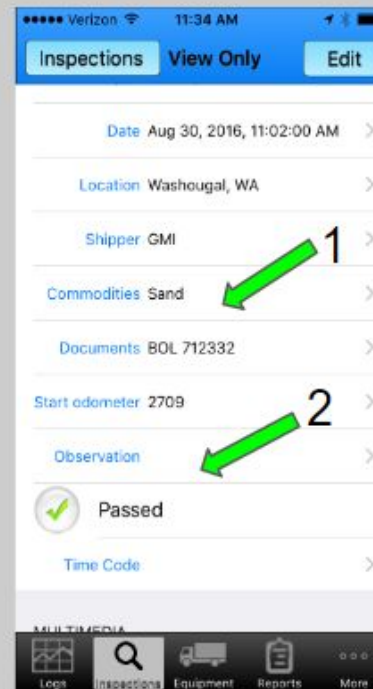 Verizon 11:34 AM
Inspections View Only Edit
Date Aug 30, 2016, 11:02:00 AM
Location Washougal, WA
Shipper GMI
1
Commodities Sand
Documents BOL 712332
Start odometer 2709
2
Observation
Passed
Time Code
MULTIMEDIA
Logs Inspections Equipment Reports More